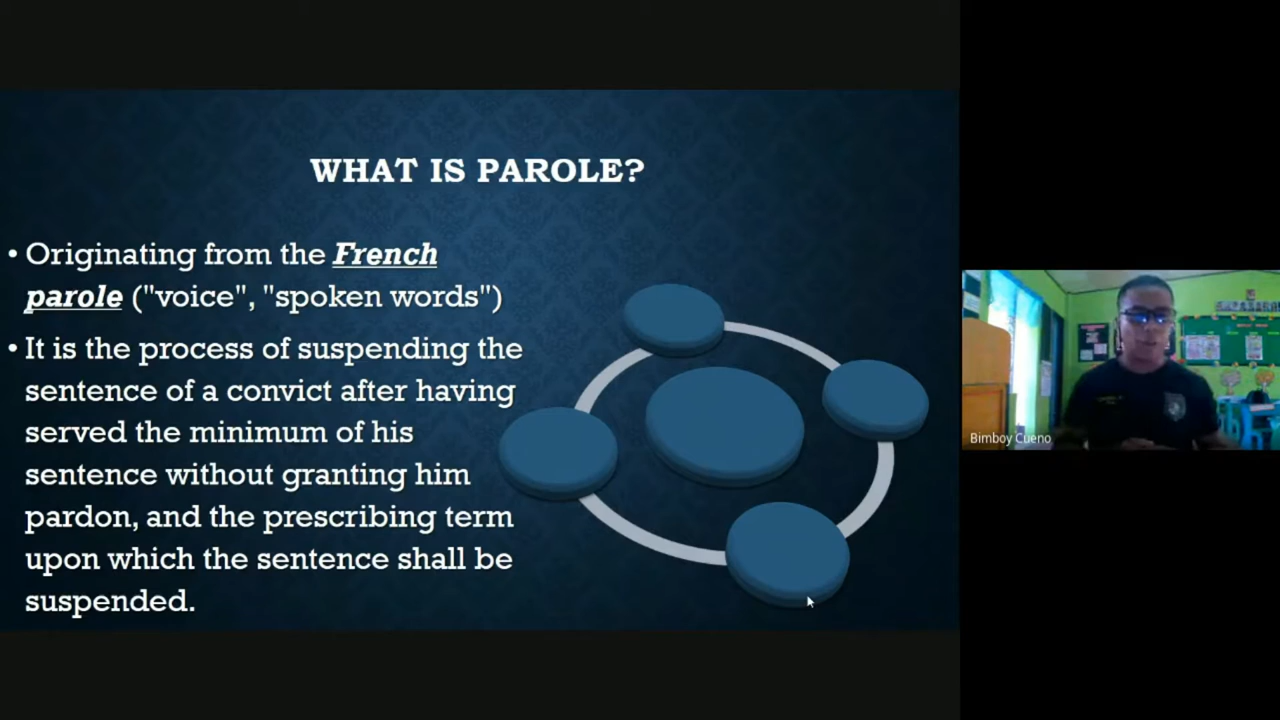 WHAT IS PAROLE?
• Originating from the French
parole ("voice", "spoken words")
• It is the process of suspending the
sentence of a convict after having
served the minimum of his
sentence without granting him
pardon, and the prescribing term
upon which the sentence shall be
suspended.
Bimboy Cueno